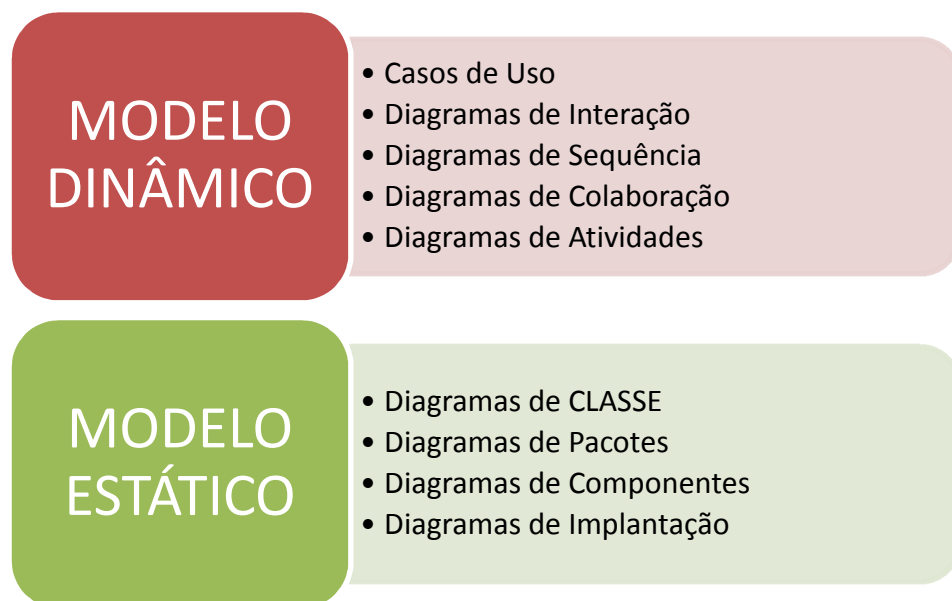 MODELO
DINÂMICO
• Casos de Uso
• Diagramas de Interação
• Diagramas de Sequência
• Diagramas de Colaboração
• Diagramas de Atividades
MODELO
ESTÁTICO
• Diagramas de CLASSE
• Diagramas de Pacotes
• Diagramas de Componentes
• Diagramas de Implantação